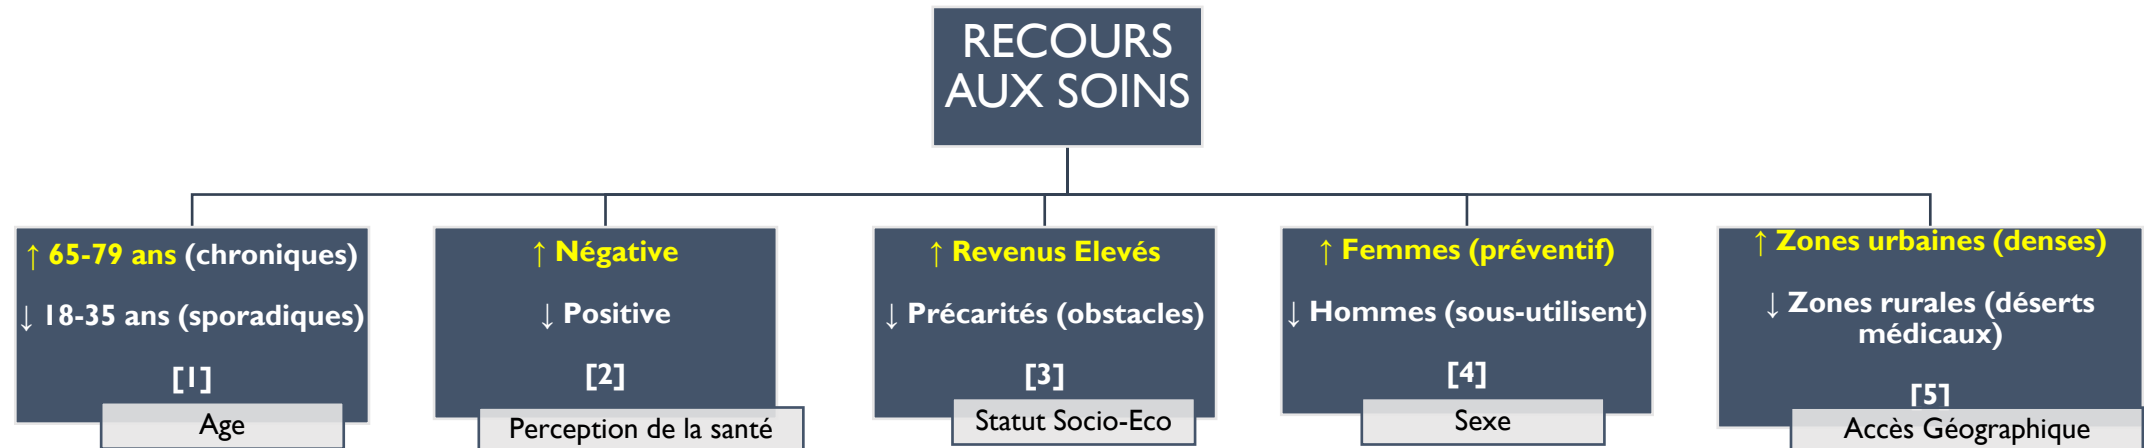 RECOURS
AUX SOINS
↑ 65-79 ans (chroniques)
↓ 18-35 ans (sporadiques)
[1]
Age
↑ Négative
↓ Positive
[2]
Perception de la santé
↑ Revenus Elevés
↓ Précarités (obstacles)
[3]
Statut Socio-Eco
↑ Femmes (préventif)
↓ Hommes (sous-utilisent)
[4]
Sexe
↑ Zones urbaines (denses)
↓ Zones rurales (déserts
médicaux)
[5]
Accès Géographique